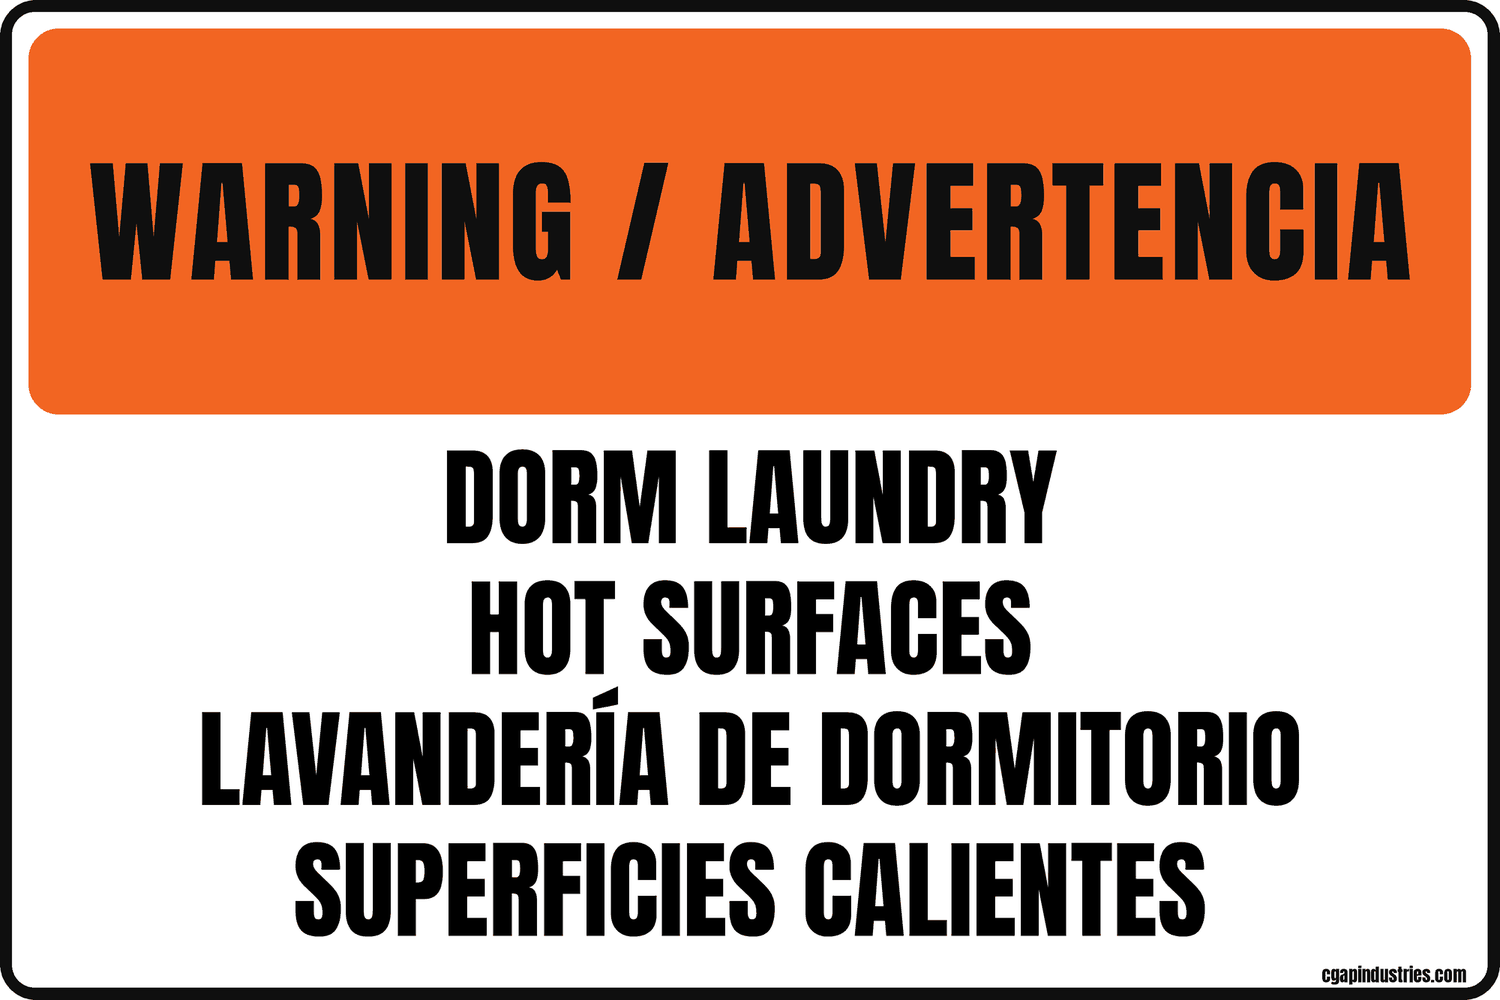 WARNING / ADVERTENCIA
DORM LAUNDRY
HOT SURFACES
LAVANDERÍA DE DORMITORIO
SUPERFICIES CALIENTES
cgapindustries.com